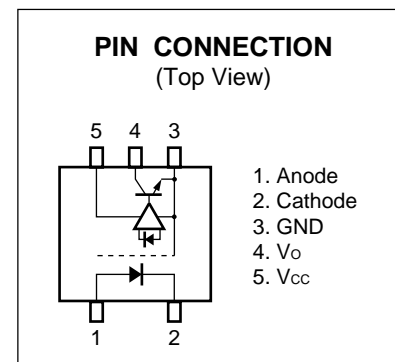 PIN CONNECTION
(Top View)
5 4 3
1. Anode
2. Cathode
3. GND
4. Vo
5. Vcc
1 2